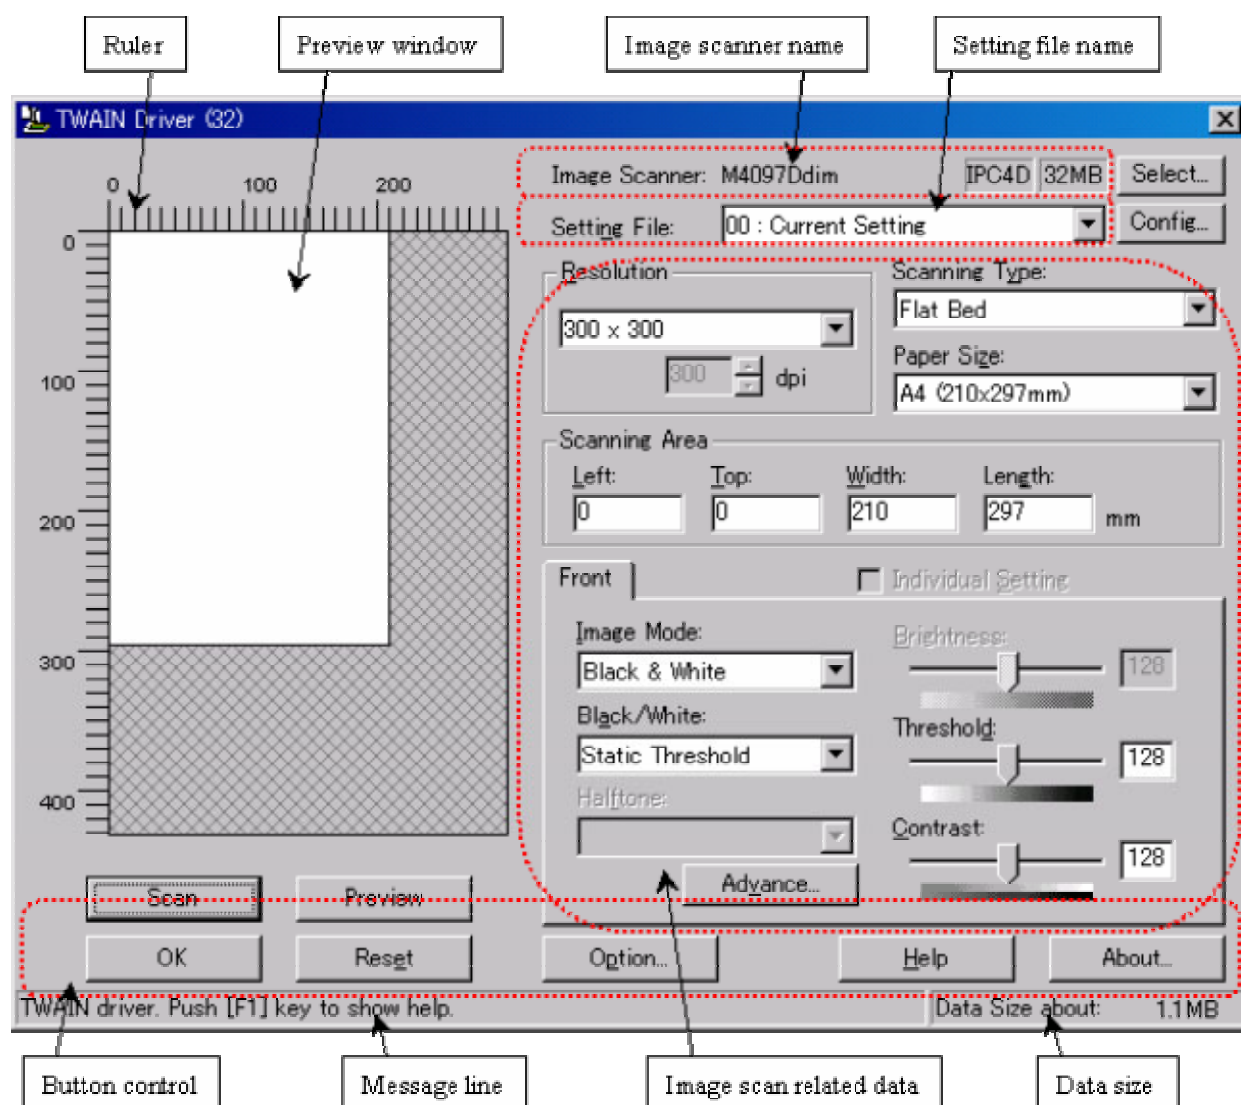 Ruler
Preview window
Image scanner name
Setting file name
TWAIN Driver (32)
Image Scanner: M4097Ddim IPC4D 32MB Select...
Setting File: 00 : Current Setting Config...
0 100 200
0
100
200
300
400
Resolution
300 x 300
300 dpi
Scanning Type:
Flat Bed
Paper Size:
A4 (210x297mm)
Scanning Area
Left: Top: Width: Length:
0 0 210 297 mm
Front
Individual Setting
Image Mode:
Black & White
Black/White:
Static Threshold
Halftone:
Advance...
Brightness:
128
Threshold:
128
Contrast:
128
Scan Preview
OK Reset Option... Help About...
TWAIN driver. Push [F1] key to show help. Data Size about: 1.1MB
Button control
Message line
Image scan related data
Data size